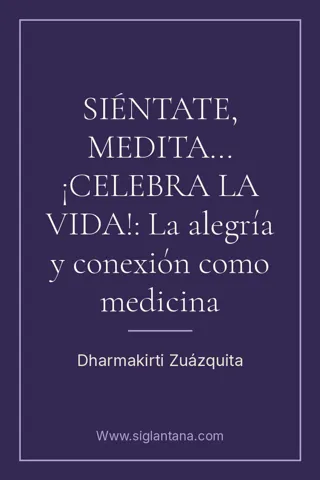 SIÉNTATE,
MEDITA...
¡CELEBRA LA
VIDA!: La alegría
y conexión como
medicina
Dharmakirti Zuázquita
Www.siglantana.com